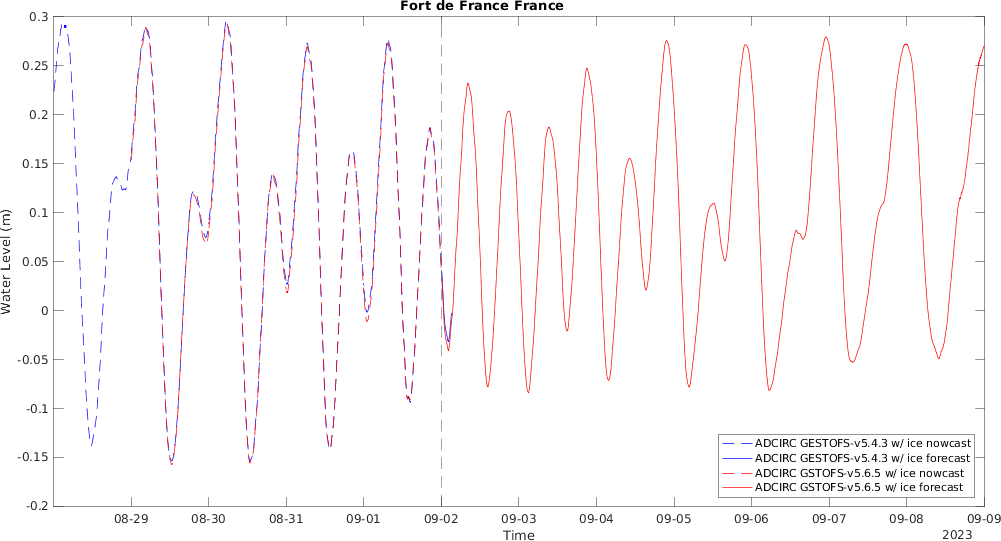 Fort de France France
0.3
0.25
0.2
0.15
0.1
0.05
0
-0.05
-0.1
-0.15
-0.2
Water Level (m)
ADCIRC GESTOFS-v5.4.3 w/ ice nowcast
ADCIRC GESTOFS-v5.4.3 w/ ice forecast
ADCIRC GSTOFS-v5.6.5 w/ ice nowcast
ADCIRC GSTOFS-v5.6.5 w/ ice forecast
08-29 08-30 08-31 09-01 09-02 09-03 09-04 09-05 09-06 09-07 09-08 09-09
Time 2023